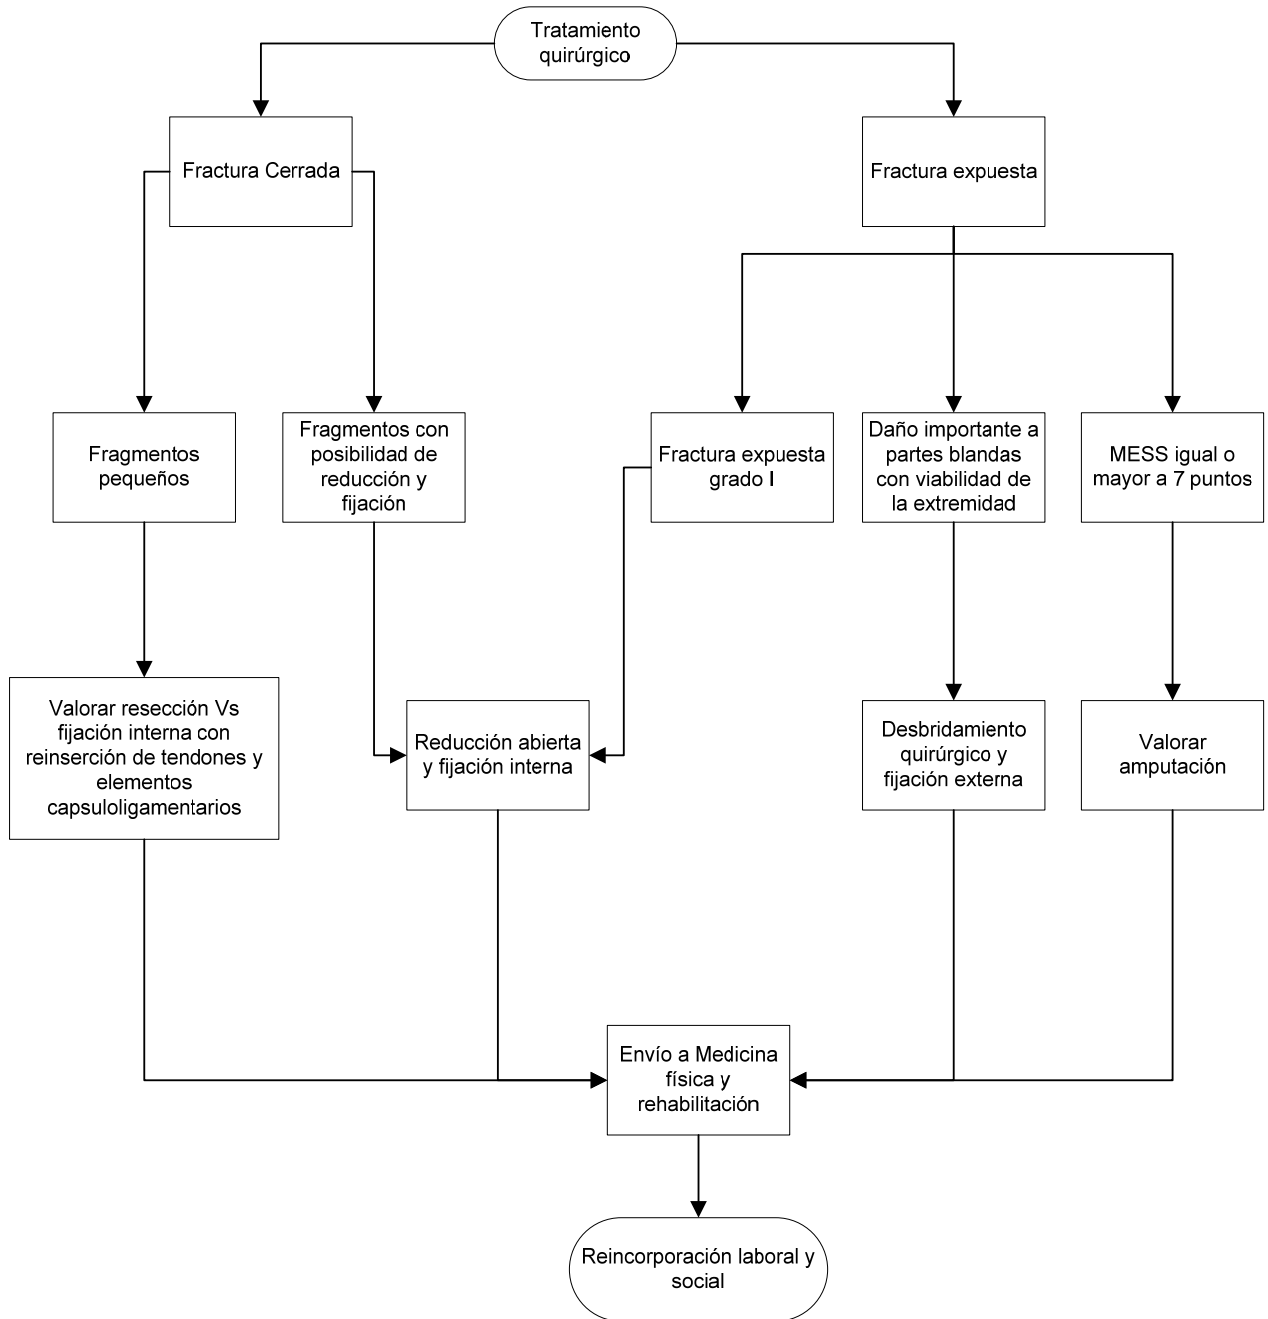 Tratamiento
quirúrgico
Fractura Cerrada
Fractura expuesta
Fragmentos
pequeños
Fragmentos con
posibilidad de
reducción y
fijación
Fractura expuesta
grado I
Daño importante a
partes blandas
con viabilidad de
la extremidad
MESS igual o
mayor a 7 puntos
Valorar resección Vs
fijación interna con
reinserción de tendones y
elementos
capsuloligamentarios
Reducción abierta
y fijación interna
Desbridamiento
quirúrgico y
fijación externa
Valorar
amputación
Envío a Medicina
física y
rehabilitación
Reincorporación laboral y
social